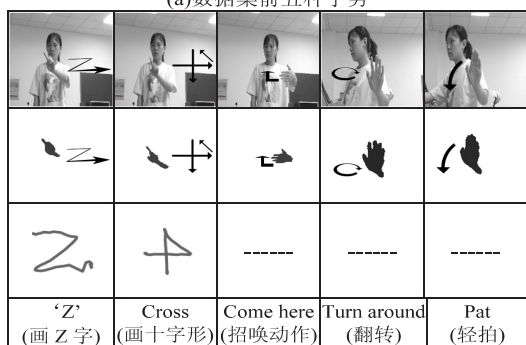 (a)数据集前五种手势
'Z' Cross Come here Turn around Pat
(画 Z 字) (画十字形) (招唤动作) (翻转) (轻拍)